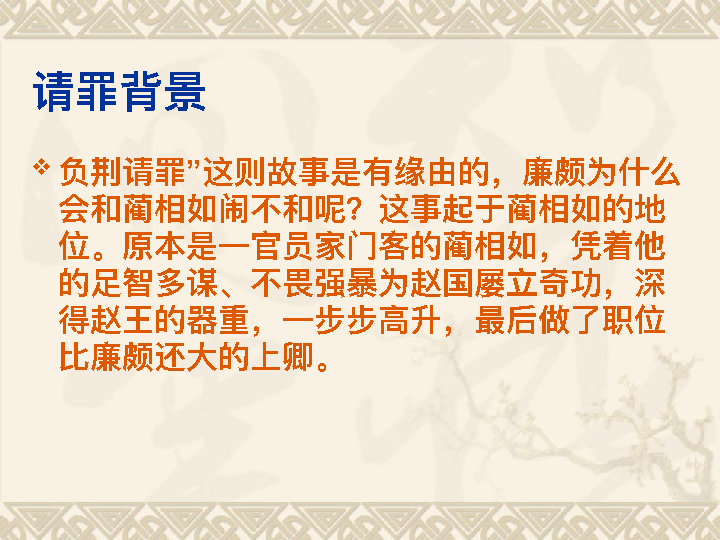 请罪背景
负荆请罪”这则故事是有缘由的，廉颇为什么
会和蔺相如闹不和呢？这事起于蔺相如的地
位。原本是一官员家门客的蔺相如，凭着他
的足智多谋、不畏强暴为赵国屡立奇功，深
得赵王的器重，一步步高升，最后做了职位
比廉颇还大的上卿。